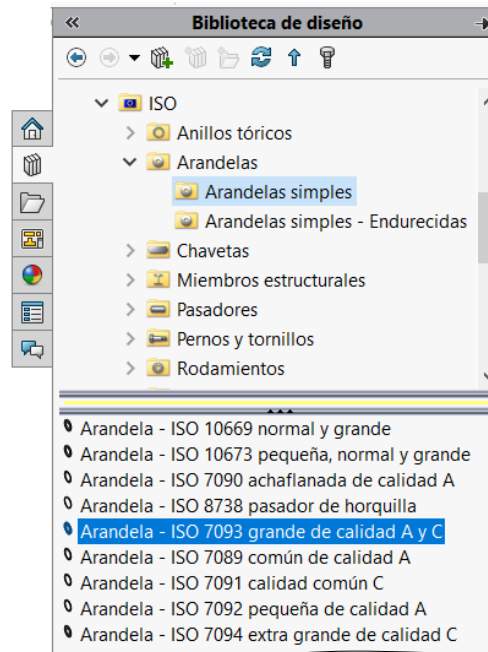 Biblioteca de diseño
ISO
Anillos tóricos
Arandelas
Arandelas simples
Arandelas simples - Endurecidas
Chavetas
Miembros estructurales
Pasadores
Pernos y tornillos
Rodamientos
Arandela - ISO 10669 normal y grande
Arandela - ISO 10673 pequeña, normal y grande
Arandela - ISO 7090 achaflanada de calidad A
Arandela - ISO 8738 pasador de horquilla
Arandela - ISO 7093 grande de calidad A y C
Arandela - ISO 7089 común de calidad A
Arandela - ISO 7091 calidad común C
Arandela - ISO 7092 pequeña de calidad A
Arandela - ISO 7094 extra grande de calidad C